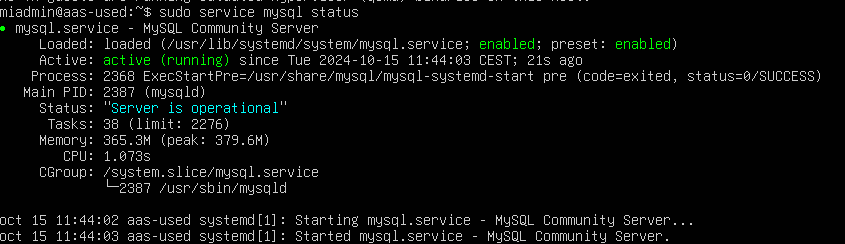 miadmin@aas-used:~$ sudo service mysql status
● mysql.service - MySQL Community Server
     Loaded: loaded (/usr/lib/systemd/system/mysql.service; enabled; preset: enabled)
     Active: active (running) since Tue 2024-10-15 11:44:03 CEST; 21s ago
    Process: 2368 ExecStartPre=/usr/share/mysql/mysql-systemd-start pre (code=exited, status=0/SUCCESS)
   Main PID: 2387 (mysqld)
     Status: "Server is operational"
      Tasks: 38 (limit: 2276)
     Memory: 365.3M (peak: 379.6M)
        CPU: 1.073s
     CGroup: /system.slice/mysql.service
             └─2387 /usr/sbin/mysqld

oct 15 11:44:02 aas-used systemd[1]: Starting mysql.service - MySQL Community Server...
oct 15 11:44:03 aas-used systemd[1]: Started mysql.service - MySQL Community Server.